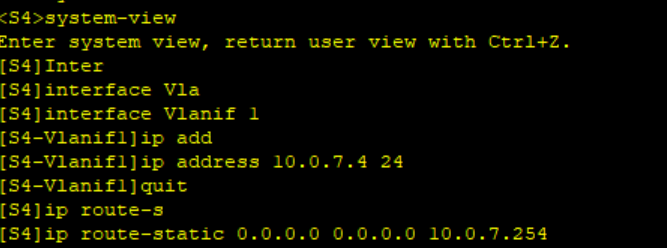 <S4>system-view
Enter system view, return user view with Ctrl+Z.
[S4]Inter
[S4]interface Vla
[S4]interface Vlanif 1
[S4-Vlanif1]ip add
[S4-Vlanif1]ip address 10.0.7.4 24
[S4-Vlanif1]quit
[S4]ip route-s
[S4]ip route-static 0.0.0.0 0.0.0.0 10.0.7.254